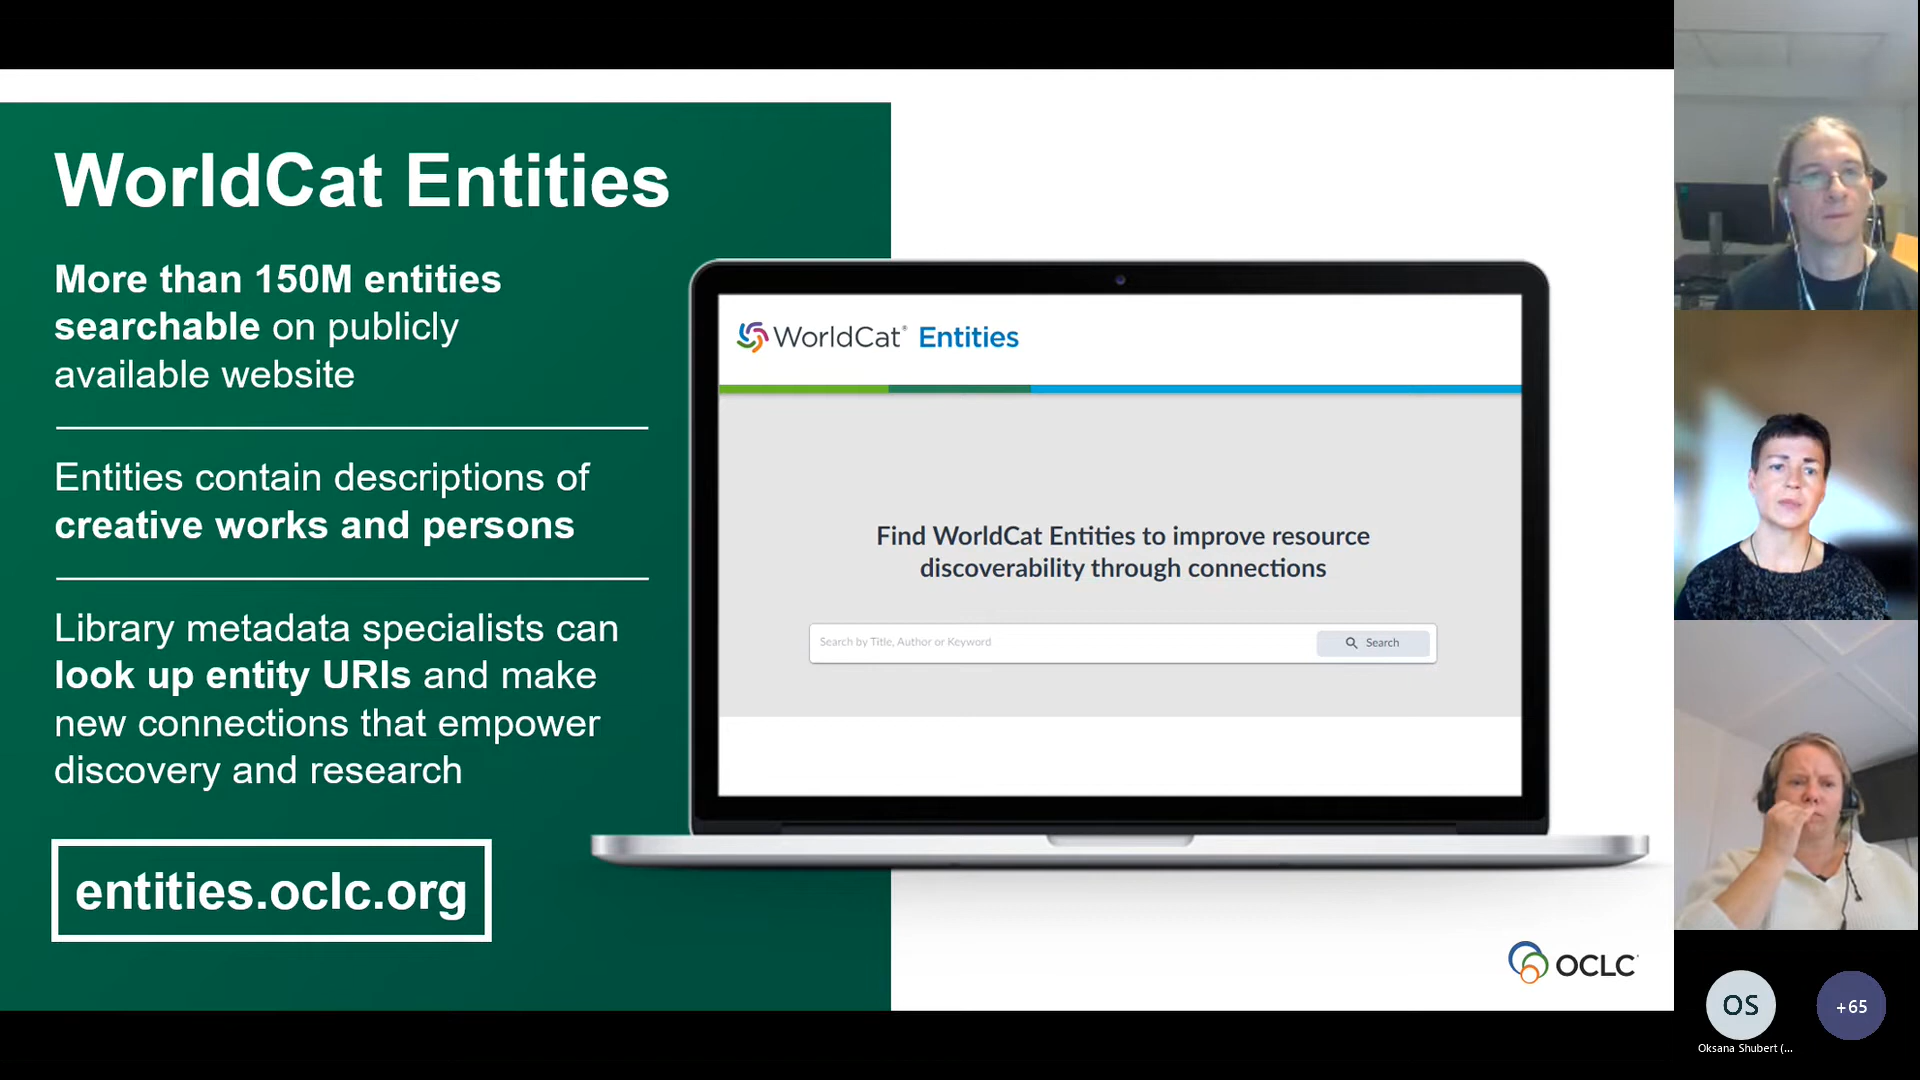 WorldCat Entities
More than 150M entities
searchable on publicly
available website
Entities contain descriptions of
creative works and persons
Library metadata specialists can
look up entity URIs and make
new connections that empower
discovery and research
entities.oclc.org
WorldCat® Entities
Find WorldCat Entities to improve resource
discoverability through connections
Search by Title, Author or Keyword
Search
OCLC
OS
+65
Oksana Shubert (...